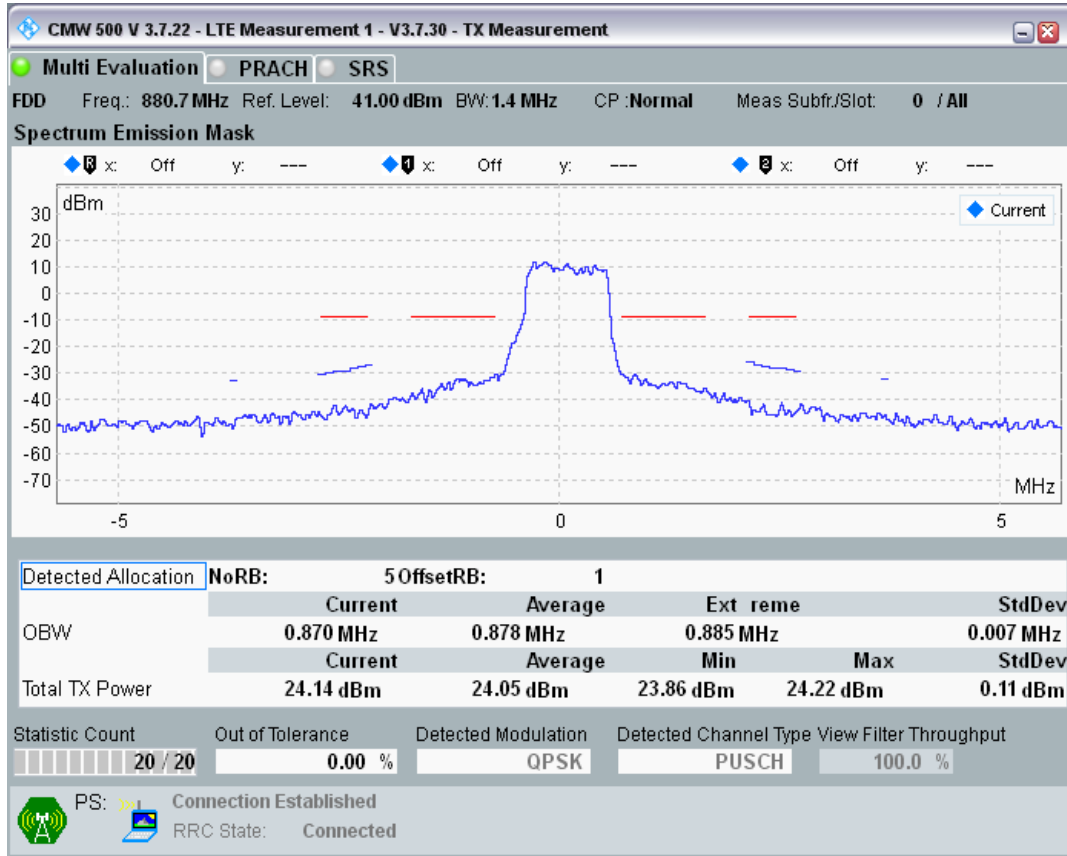 CMW 500 V 3.7.22 - LTE Measurement 1 - V3.7.30 - TX Measurement
Multi Evaluation PRACH SRS
FDD Freq.: 880.7 MHz Ref. Level: 41.00 dBm BW: 1.4 MHz CP :Normal Meas Subfr./Slot: 0 / All
Spectrum Emission Mask
R x: Off y: --- 1 x: Off y: --- 2 x: Off y: ---
dBm
Current
30
20
10
0
-10
-20
-30
-40
-50
-60
-70
MHz
-5 0 5
Detected Allocation NoRB: 5 OffsetRB: 1
Current Average Ext reme StdDev
OBW 0.870 MHz 0.878 MHz 0.885 MHz 0.007 MHz
Current Average Min Max StdDev
Total TX Power 24.14 dBm 24.05 dBm 23.86 dBm 24.22 dBm 0.11 dBm
Statistic Count Out of Tolerance Detected Modulation Detected Channel Type View Filter Throughput
20 / 20 0.00 % QPSK PUSCH 100.0 %
PS: Connection Established
RRC State: Connected